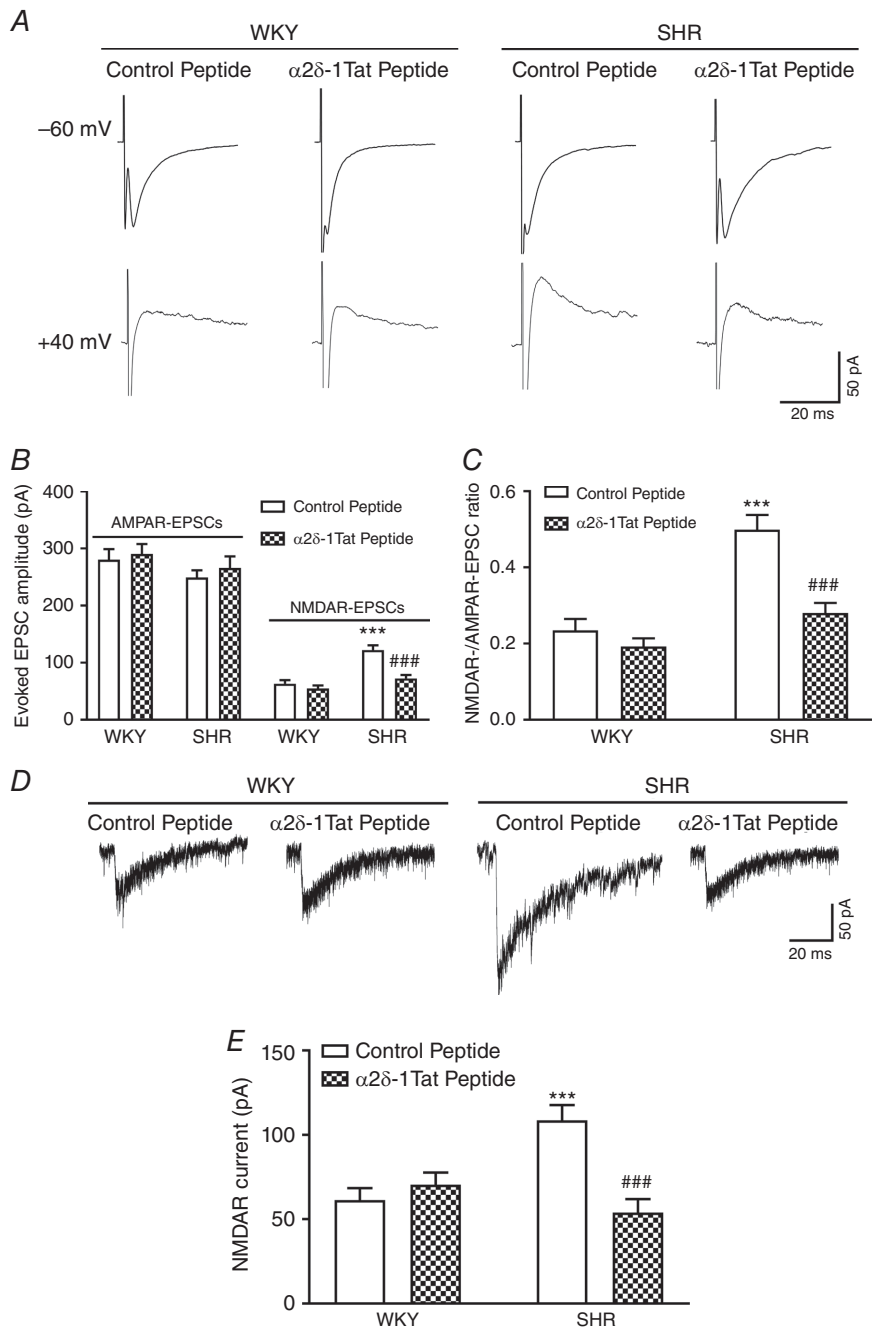 A
WKY
SHR
Control Peptide
α2δ-1Tat Peptide
Control Peptide
α2δ-1Tat Peptide
–60 mV
+40 mV
50 pA
20 ms
B
Evoked EPSC amplitude (pA)
400
300
200
100
0
AMPAR-EPSCs
Control Peptide
α2δ-1Tat Peptide
NMDAR-EPSCs
***
###
WKY
SHR
WKY
SHR
C
NMDAR-/AMPAR-EPSC ratio
0.6
0.4
0.2
0.0
Control Peptide
α2δ-1Tat Peptide
***
###
WKY
SHR
D
WKY
SHR
Control Peptide
α2δ-1Tat Peptide
Control Peptide
α2δ-1Tat Peptide
50 pA
20 ms
E
NMDAR current (pA)
150
100
50
0
Control Peptide
α2δ-1Tat Peptide
***
###
WKY
SHR